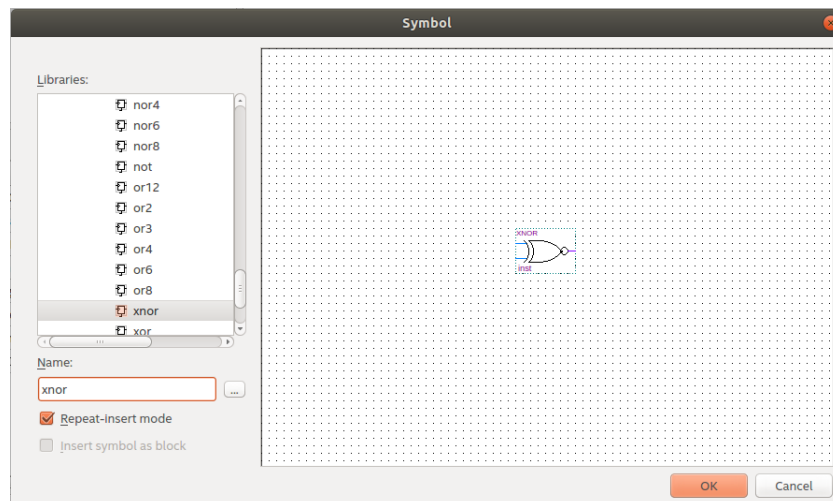 Symbol
Libraries:
nor4
nor6
nor8
not
or12
or2
or3
or4
or6
or8
xnor
xor
Name:
xnor
...
Repeat-insert mode
Insert symbol as block
XNOR
inst
OK
Cancel